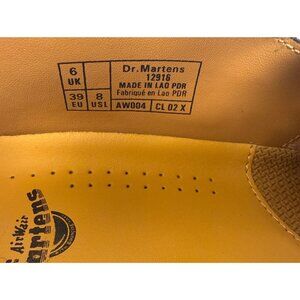 6 UK
39 EU
8 USL
Dr.Martens
12916
MADE IN LAO PDR
Fabriqué en Lao PDR
AW004
CL 02 X
AirWair
Martens